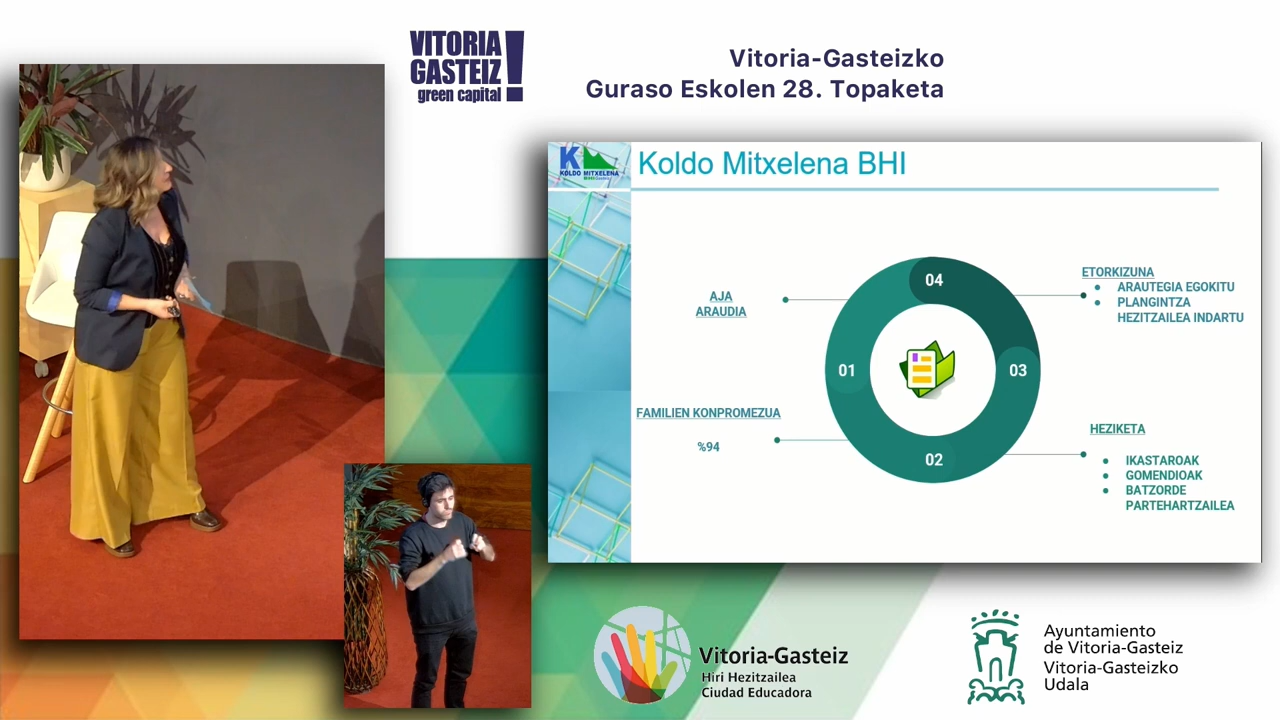 VITORIA
GASTEIZ!
green capital
Vitoria-Gasteizko
Guraso Eskolen 28. Topaketa
K
KOLDO MITXELENA
Koldo Mitxelena BHI
AJA
ARAUDIA
FAMILIEN KONPROMEZUA
%94
01
02
03
04
ETORKIZUNA
• ARAUTEGIA EGOKITU
• PLANGINTZA
HEZITZAILEA INDARTU
HEZIKETA
• IKASTAROAK
• GOMENDIOAK
• BATZORDE
PARTEHARTZAILEA
Vitoria-Gasteiz
Hiri Hezitzailea
Ciudad Educadora
Ayuntamiento
de Vitoria-Gasteiz
Vitoria-Gasteizko
Udala